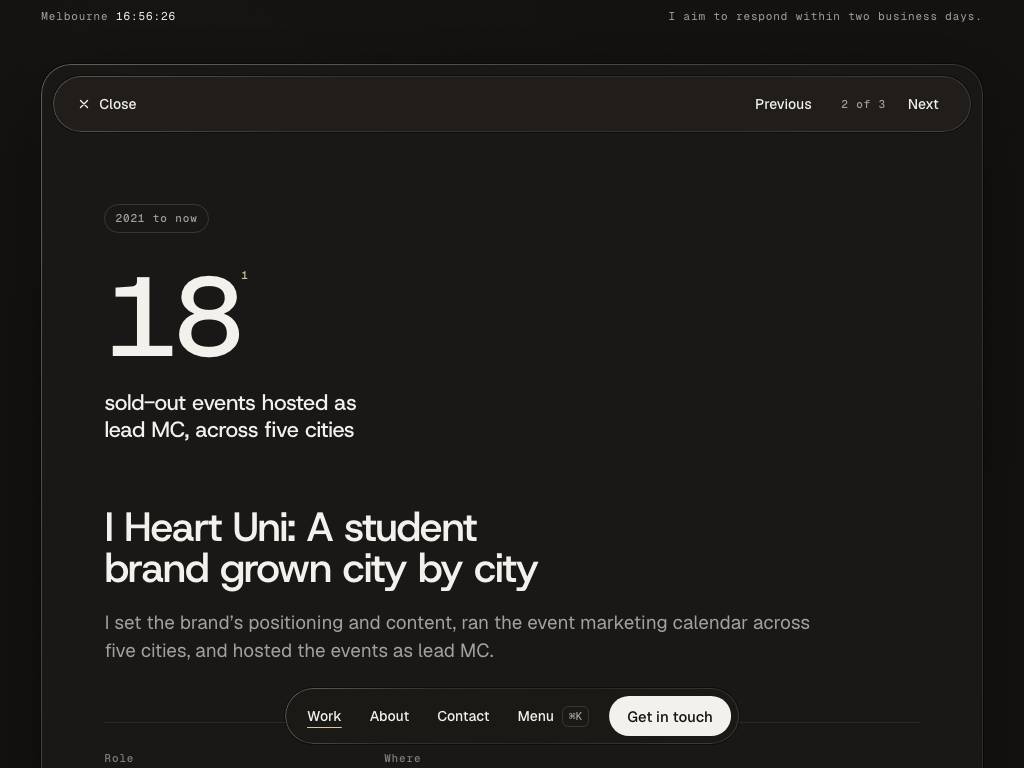 Melbourne 16:56:26
I aim to respond within two business days.
× Close
Previous 2 of 3 Next
2021 to now
18 1
sold-out events hosted as
lead MC, across five cities
I Heart Uni: A student
brand grown city by city
I set the brand’s positioning and content, ran the event marketing calendar across
five cities, and hosted the events as lead MC.
Work About Contact Menu ⌘K Get in touch
Role Where